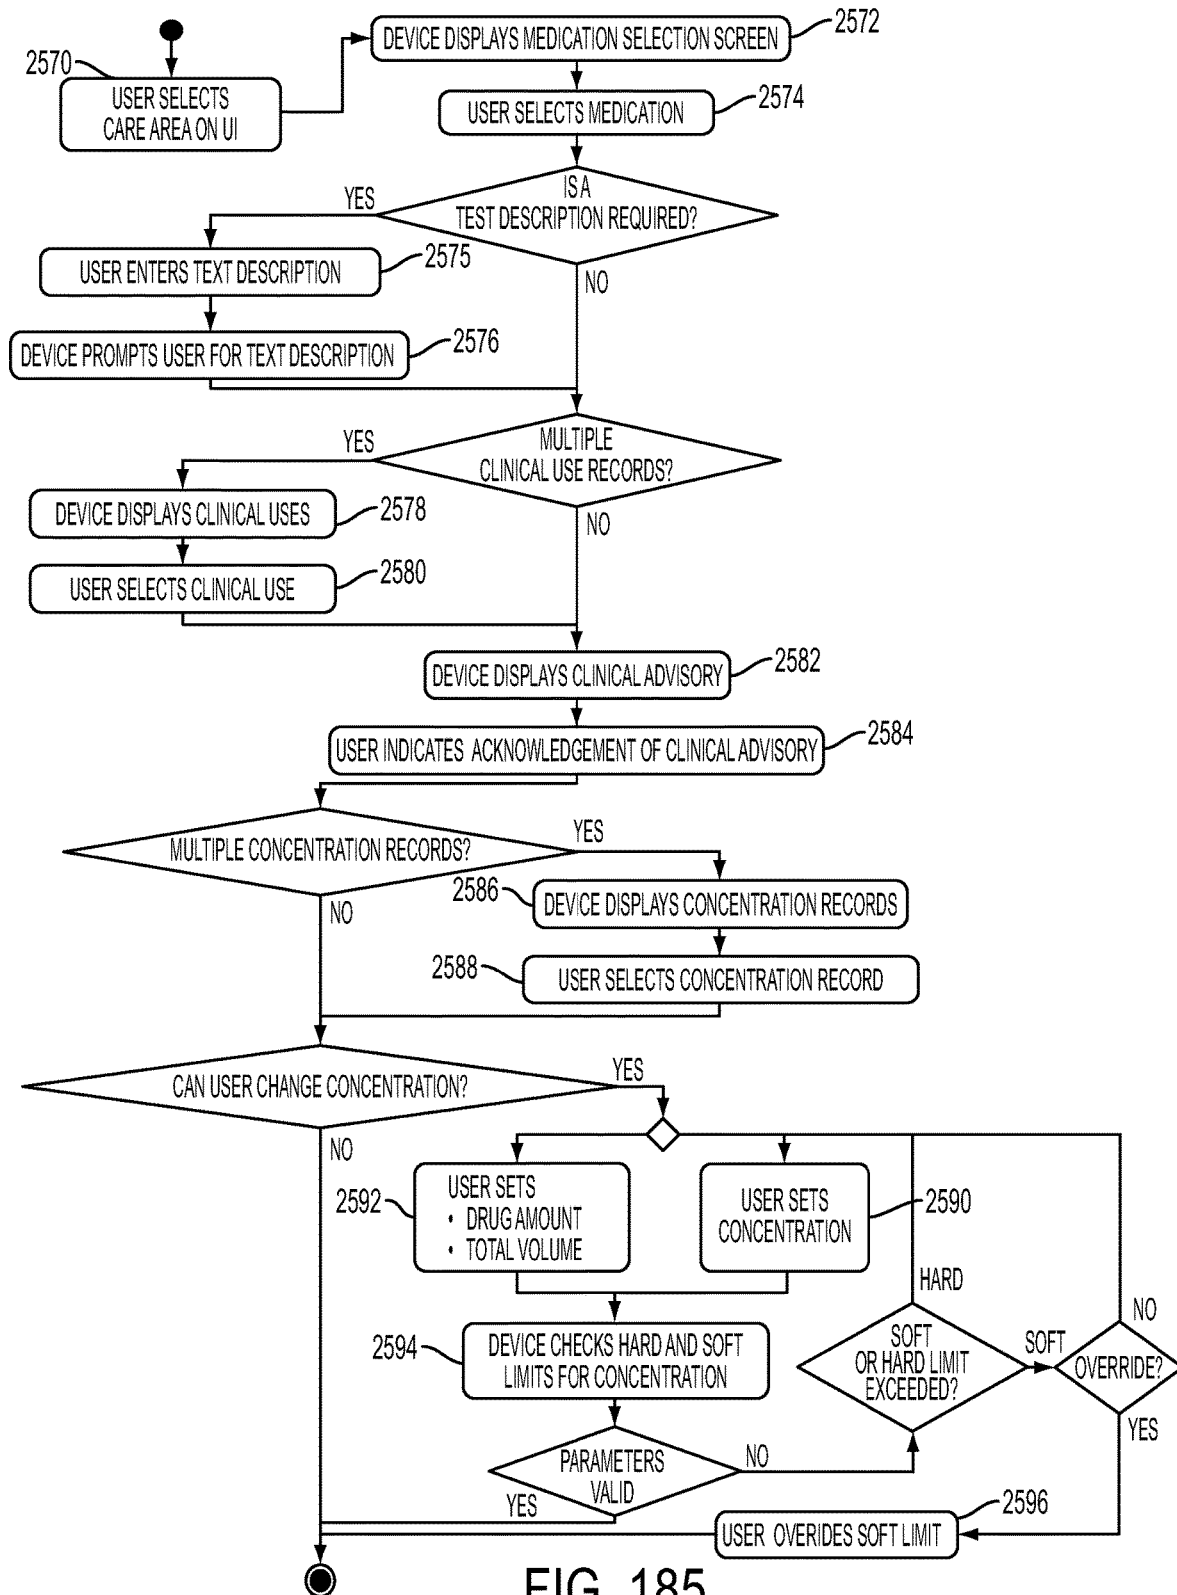 2572
DEVICE DISPLAYS MEDICATION SELECTION SCREEN
2570
USER SELECTS
CARE AREA ON UI
2574
USER SELECTS MEDICATION
IS A
TEST DESCRIPTION REQUIRED?
YES
NO
2575
USER ENTERS TEXT DESCRIPTION
2576
DEVICE PROMPTS USER FOR TEXT DESCRIPTION
MULTIPLE
CLINICAL USE RECORDS?
YES
NO
2578
DEVICE DISPLAYS CLINICAL USES
2580
USER SELECTS CLINICAL USE
2582
DEVICE DISPLAYS CLINICAL ADVISORY
2584
USER INDICATES ACKNOWLEDGEMENT OF CLINICAL ADVISORY
MULTIPLE CONCENTRATION RECORDS?
YES
NO
2586
DEVICE DISPLAYS CONCENTRATION RECORDS
2588
USER SELECTS CONCENTRATION RECORD
CAN USER CHANGE CONCENTRATION?
YES
NO
2592
USER SETS
• DRUG AMOUNT
• TOTAL VOLUME
USER SETS
CONCENTRATION
2590
HARD
NO
2594
DEVICE CHECKS HARD AND SOFT
LIMITS FOR CONCENTRATION
SOFT
OR HARD LIMIT
EXCEEDED?
SOFT
OVERRIDE?
YES
PARAMETERS
VALID
NO
YES
2596
USER OVERIDES SOFT LIMIT
FIG. 185